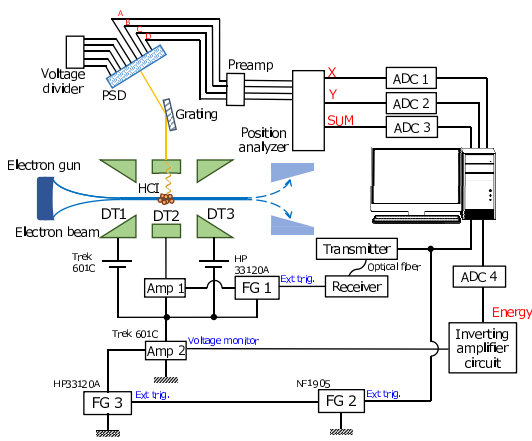 A
B
C
D
Voltage
divider
PSD
Preamp
Grating
Position
analyzer
X
Y
SUM
ADC 1
ADC 2
ADC 3
Electron gun
HCI
Electron beam
DT1
DT2
DT3
Trek
601C
HP
33120A
Amp 1
FG 1
Ext trig.
Transmitter
Optical fiber
Receiver
ADC 4
Energy
Trek 601C
Amp 2
Voltage monitor
Inverting
amplifier
circuit
HP33120A
FG 3
Ext trig.
NF1905
FG 2
Ext trig.